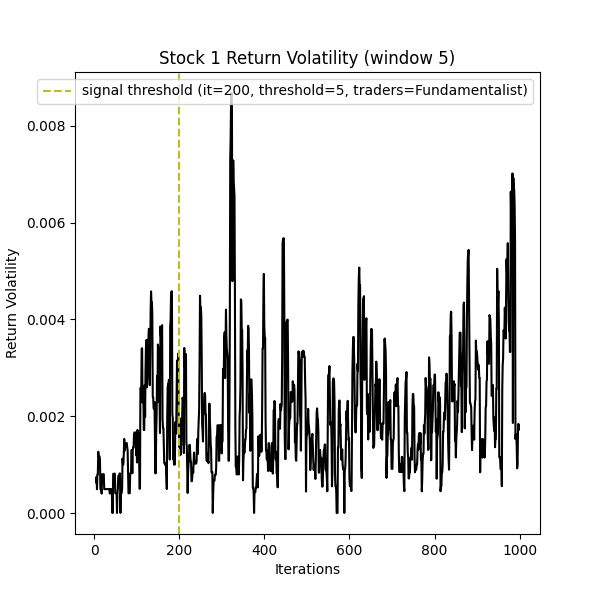 Stock 1 Return Volatility (window 5)
signal threshold (it=200, threshold=5, traders=Fundamentalist)
0.008
0.006
0.004
0.002
0.000
Return Volatility
0 200 400 600 800 1000
Iterations